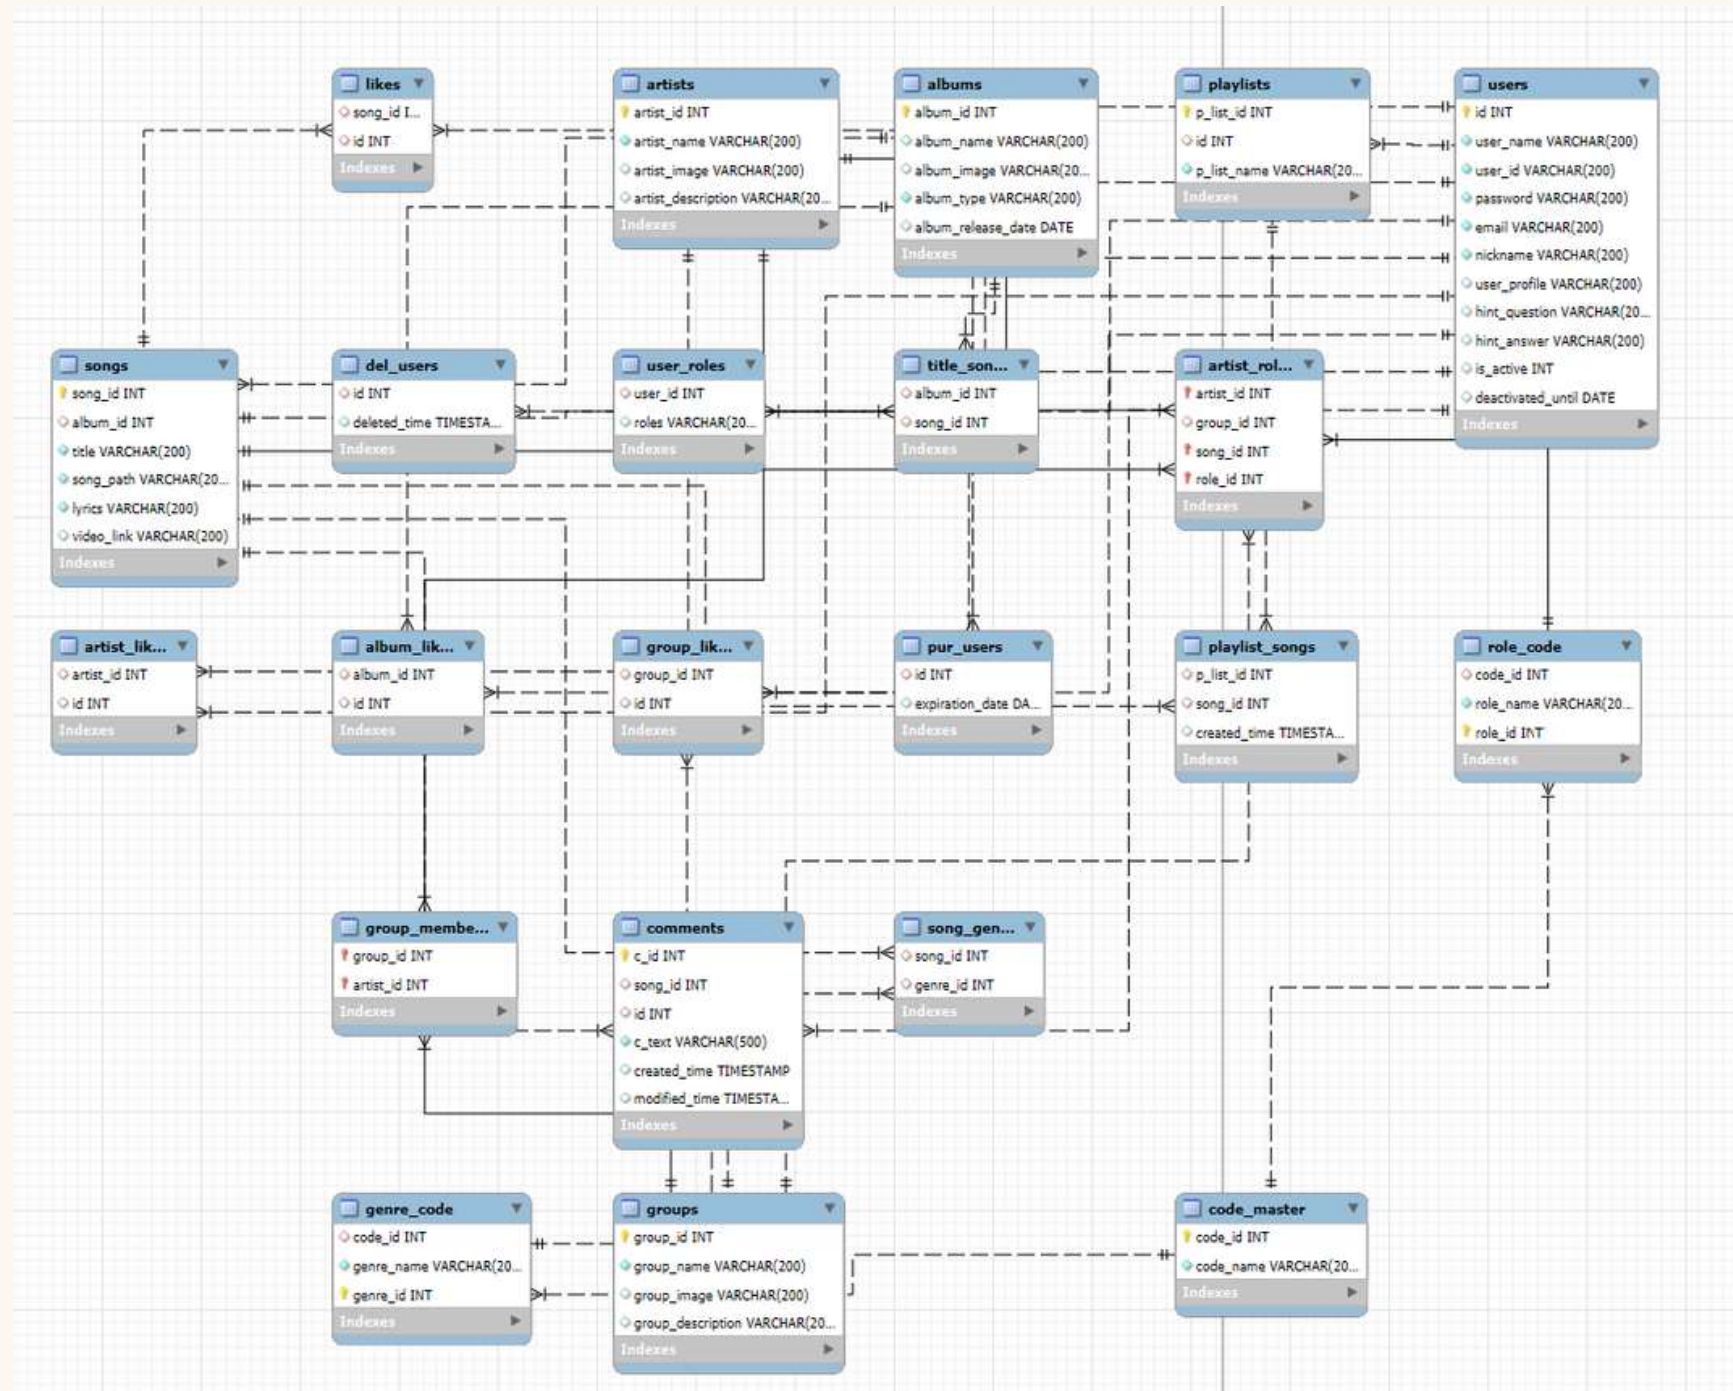 likes
song_id I...
id INT
Indexes
artists
artist_id INT
artist_name VARCHAR(200)
artist_image VARCHAR(200)
artist_description VARCHAR(20...
Indexes
albums
album_id INT
album_name VARCHAR(200)
album_image VARCHAR(20...
album_type VARCHAR(200)
album_release_date DATE
Indexes
playlists
p_list_id INT
id INT
p_list_name VARCHAR(20...
Indexes
users
id INT
user_name VARCHAR(200)
user_id VARCHAR(200)
password VARCHAR(200)
email VARCHAR(200)
nickname VARCHAR(200)
user_profile VARCHAR(200)
hint_question VARCHAR(20...
hint_answer VARCHAR(200)
is_active INT
deactivated_until DATE
Indexes
songs
song_id INT
album_id INT
title VARCHAR(200)
song_path VARCHAR(20...
lyrics VARCHAR(200)
video_link VARCHAR(200)
Indexes
del_users
id INT
deleted_time TIMESTA...
Indexes
user_roles
user_id INT
roles VARCHAR(20...
Indexes
title_son...
album_id INT
song_id INT
Indexes
artist_rol...
artist_id INT
group_id INT
song_id INT
role_id INT
Indexes
artist_lik...
artist_id INT
id INT
Indexes
album_lik...
album_id INT
id INT
Indexes
group_lik...
group_id INT
id INT
Indexes
pur_users
id INT
expiration_date DA...
Indexes
playlist_songs
p_list_id INT
song_id INT
created_time TIMESTA...
Indexes
role_code
code_id INT
role_name VARCHAR(20...
role_id INT
Indexes
group_membe...
group_id INT
artist_id INT
Indexes
comments
c_id INT
song_id INT
id INT
c_text VARCHAR(500)
created_time TIMESTAMP
modified_time TIMESTA...
Indexes
song_gen...
song_id INT
genre_id INT
Indexes
genre_code
code_id INT
genre_name VARCHAR(20...
genre_id INT
Indexes
groups
group_id INT
group_name VARCHAR(200)
group_image VARCHAR(200)
group_description VARCHAR(20...
Indexes
code_master
code_id INT
code_name VARCHAR(20...
Indexes